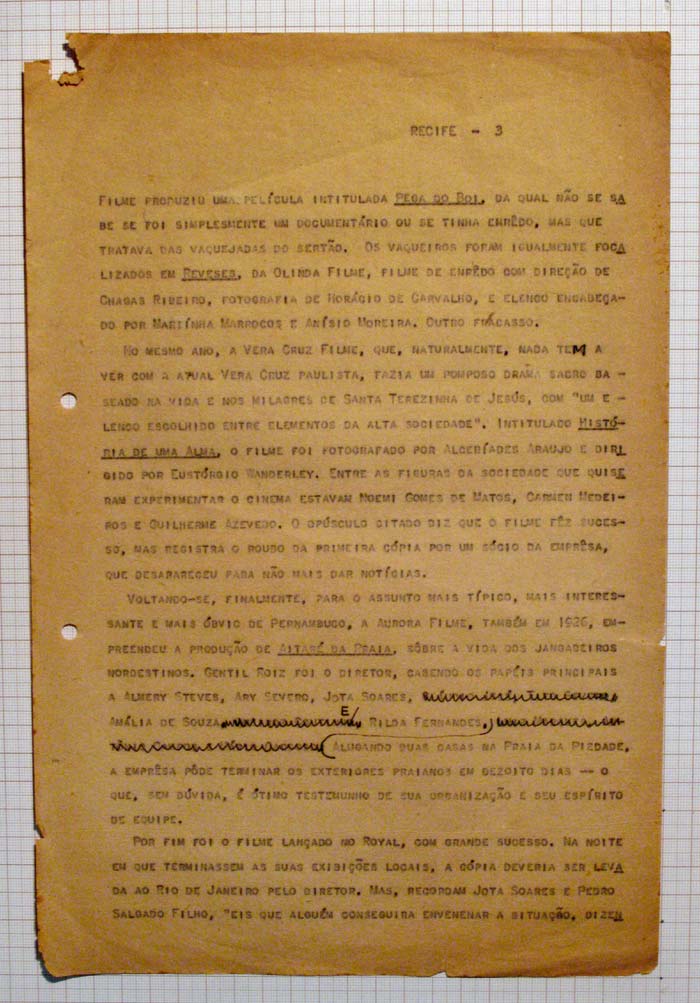 RECIFE - 3
FILME PRODUZIU UMA PELÍCULA INTITULADA PEGA DO BOI, DA QUAL NÃO SE SA
BE SE FOI SIMPLESMENTE UM DOCUMENTÁRIO OU SE TINHA ENRÊDO, MAS QUE
TRATAVA DAS VAQUEJADAS DO SERTÃO. OS VAQUEIROS FORAM IGUALMENTE FOCA
LIZADOS EM REVESES, DA OLINDA FILME, FILME DE ENRÊDO COM DIREÇÃO DE
CHAGAS RIBEIRO, FOTOGRAFIA DE HORÁCIO DE CARVALHO, E ELENCO ENCABEÇA-
DO POR MARTÍNHA MARROCOS E ANÍSIO MOREIRA. OUTRO FRACASSO.
NO MESMO ANO, A VERA CRUZ FILME, QUE, NATURALMENTE, NADA TEM A
VER COM A ATUAL VERA CRUZ PAULISTA, FAZIA UM POMPOSO DRAMA SACRO BA-
SEADO NA VIDA E NOS MILAGRES DE SANTA TEREZINHA DE JESÚS, COM "UM E-
LENCO ESCOLHIDO ENTRE ELEMENTOS DA ALTA SOCIEDADE". INTITULADO HISTÓ-
RIA DE UMA ALMA, O FILME FOI FOTOGRAFADO POR ALCEBÍADES ARAUJO E DIRI
GIDO POR EUSTÓRGIO WANDERLEY. ENTRE AS FIGURAS DA SOCIEDADE QUE QUISE
RAM EXPERIMENTAR O CINEMA ESTAVAM NOEMI GOMES DE MATOS, CARMEN MEDEI-
ROS E GUILHERME AZEVEDO. O OPÚSCULO CITADO DIZ QUE O FILME FÊZ SUCES-
SO, MAS REGISTRA O ROUBO DA PRIMEIRA CÓPIA POR UM SÓCIO DA EMPRÊSA,
QUE DESAPARECEU PARA NÃO MAIS DAR NOTÍCIAS.
VOLTANDO-SE, FINALMENTE, PARA O ASSUNTO MAIS TÍPICO, MAIS INTERES-
SANTE E MAIS ÓBVIO DE PERNAMBUCO, A AURORA FILME, TAMBÉM EM 1926, EM-
PREENDEU A PRODUÇÃO DE AITARÉ DA PRAIA, SÔBRE A VIDA DOS JANGADEIROS
NORDESTINOS. GENTIL ROIZ FOI O DIRETOR, CABENDO OS PAPÉIS PRINCIPAIS
A ALMERY STEVES, ARY SEVERO, JOTA SOARES,
AMÁLIA DE SOUZA E RILDA FERNANDES,
ALUGANDO DUAS CASAS NA PRAIA DA PIEDADE,
A EMPRÊSA PÔDE TERMINAR OS EXTERIORES PRAIANOS EM DEZOITO DIAS -- O
QUE, SEM DÚVIDA, É ÓTIMO TESTEMUNHO DE SUA ORGANIZAÇÃO E SEU ESPÍRITO
DE EQUIPE.
POR FIM FOI O FILME LANÇADO NO ROYAL, COM GRANDE SUCESSO. NA NOITE
EM QUE TERMINASSEM AS SUAS EXIBIÇÕES LOCAIS, A CÓPIA DEVERIA SER LEVA
DA AO RIO DE JANEIRO PELO DIRETOR. MAS, RECORDAM JOTA SOARES E PEDRO
SALGADO FILHO, "EIS QUE ALGUÉM CONSEGUIRA ENVENENAR A SITUAÇÃO, DIZEN